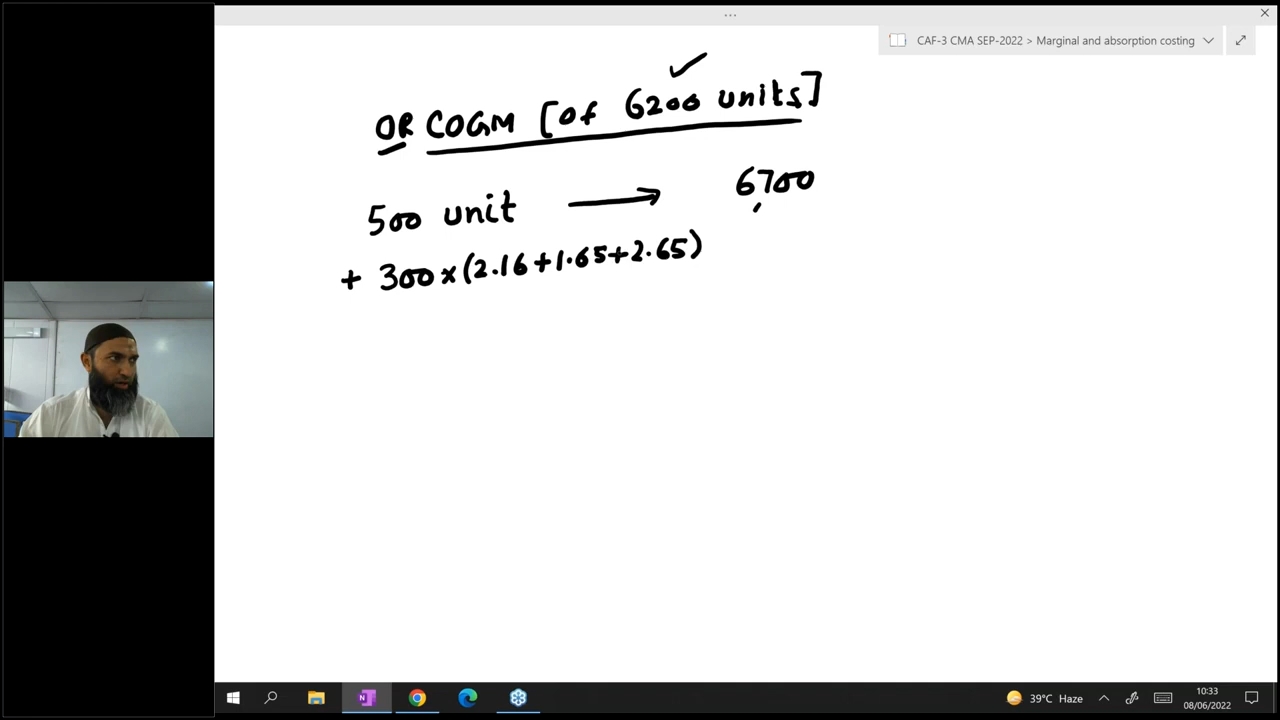 CAF-3 CMA SEP-2022 > Marginal and absorption costing
OR COGM [of 6200 units]
500 unit → 6700
+ 300×(2.16+1.65+2.65)
39°C Haze
10:33
08/06/2022